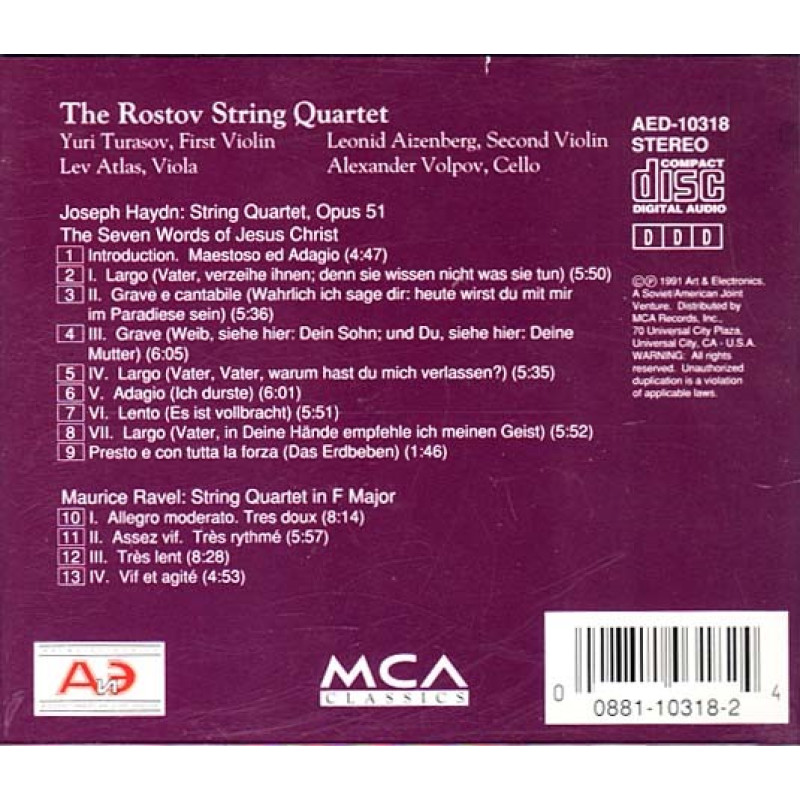 The Rostov String Quartet
Yuri Turasov, First Violin Leonid Aizenberg, Second Violin
Lev Atlas, Viola Alexander Volpov, Cello
Joseph Haydn: String Quartet, Opus 51
The Seven Words of Jesus Christ
1 Introduction. Maestoso ed Adagio (4:47)
2 I. Largo (Vater, verzeihe ihnen; denn sie wissen nicht was sie tun) (5:50)
3 II. Grave e cantabile (Wahrlich ich sage dir: heute wirst du mit mir
im Paradiese sein) (5:36)
4 III. Grave (Weib, siehe hier: Dein Sohn; und Du, siehe hier: Deine
Mutter) (6:05)
5 IV. Largo (Vater, Vater, warum hast du mich verlassen?) (5:35)
6 V. Adagio (Ich durste) (6:01)
7 VI. Lento (Es ist vollbracht) (5:51)
8 VII. Largo (Vater, in Deine Hände empfehle ich meinen Geist) (5:52)
9 Presto e con tutta la forza (Das Erdbeben) (1:46)
Maurice Ravel: String Quartet in F Major
10 I. Allegro moderato. Tres doux (8:14)
11 II. Assez vif. Très rythmé (5:57)
12 III. Très lent (8:28)
13 IV. Vif et agité (4:53)
AED-10318
STEREO
COMPACT
disc
DIGITAL AUDIO
D D D
©℗ 1991 Art & Electronics.
A Soviet/American Joint
Venture. Distributed by
MCA Records, Inc.,
70 Universal City Plaza,
Universal City, CA - U.S.A.
WARNING: All rights
reserved. Unauthorized
duplication is a violation
of applicable laws.
АиЭ
MCA
CLASSICS
0 0881-10318-2 4